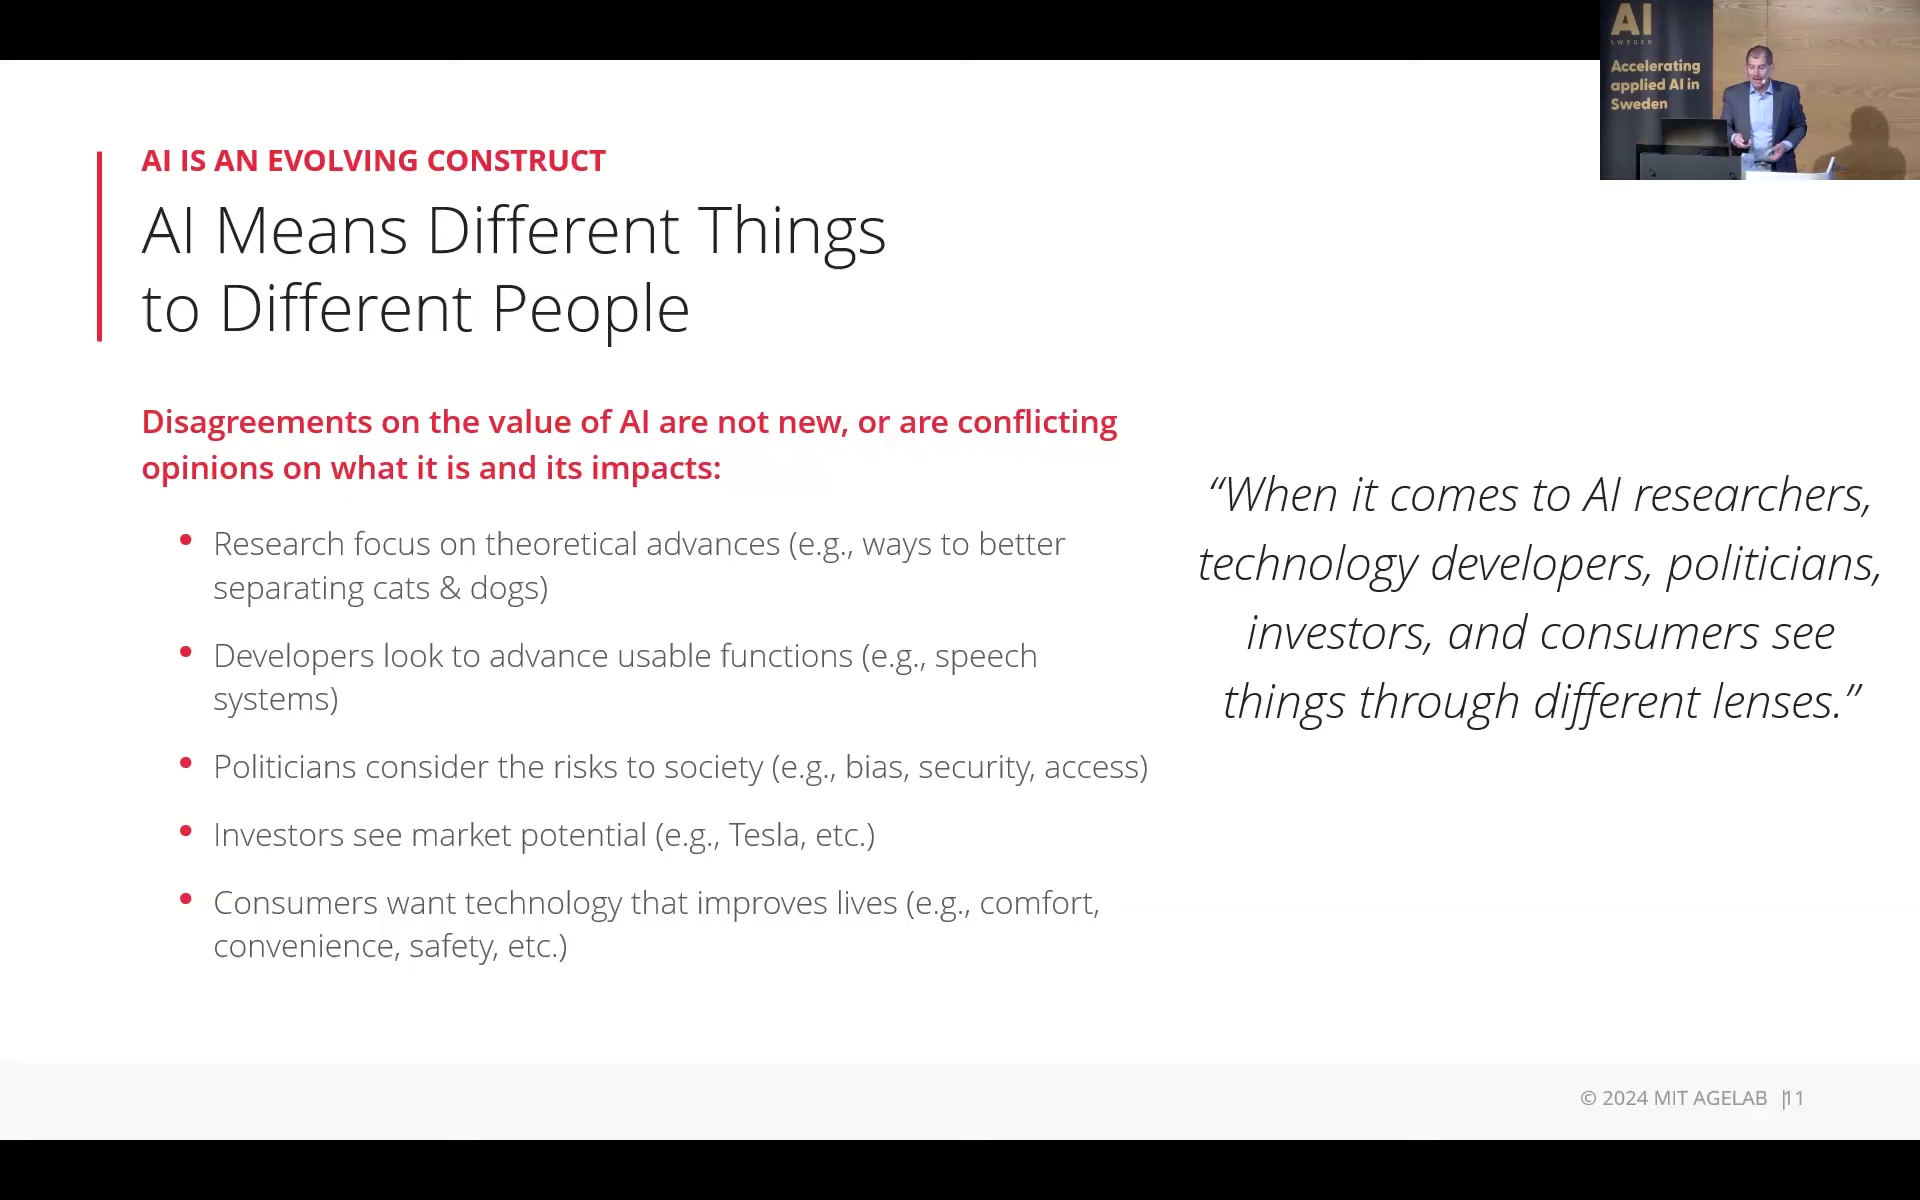 AI
SWEDEN
Accelerating
applied AI in
Sweden
AI IS AN EVOLVING CONSTRUCT
AI Means Different Things
to Different People
Disagreements on the value of AI are not new, or are conflicting
opinions on what it is and its impacts:
• Research focus on theoretical advances (e.g., ways to better
separating cats & dogs)
• Developers look to advance usable functions (e.g., speech
systems)
• Politicians consider the risks to society (e.g., bias, security, access)
• Investors see market potential (e.g., Tesla, etc.)
• Consumers want technology that improves lives (e.g., comfort,
convenience, safety, etc.)
“When it comes to AI researchers,
technology developers, politicians,
investors, and consumers see
things through different lenses.”
© 2024 MIT AGELAB |11